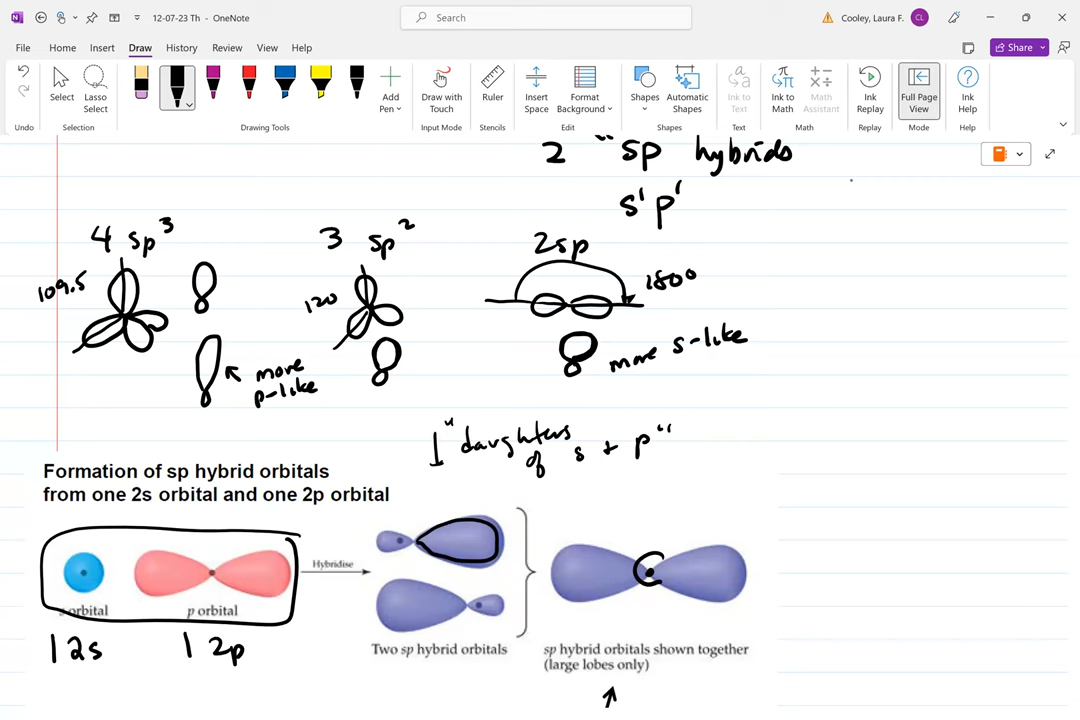 12-07-23 Th - OneNote
Search
Cooley, Laura F.
CL
File Home Insert Draw History Review View Help
Share
Undo
Select
Lasso Select
Add Pen
Draw with Touch
Ruler
Insert Space
Format Background
Shapes
Automatic Shapes
Ink to Text
Ink to Math
Math Assistant
Ink Replay
Full Page View
Ink Help
Undo Selection Drawing Tools Input Mode Stencils Edit Shapes Text Math Replay Mode Help
2 " sp hybrids
s' p'
4 sp³
3 sp²
2sp
109.5
120
180°
more p-like
more s-like
1 "daughters of s + p"
Formation of sp hybrid orbitals
from one 2s orbital and one 2p orbital
Hybridise
orbital
p orbital
1 2s
1 2p
Two sp hybrid orbitals
sp hybrid orbitals shown together
(large lobes only)
C